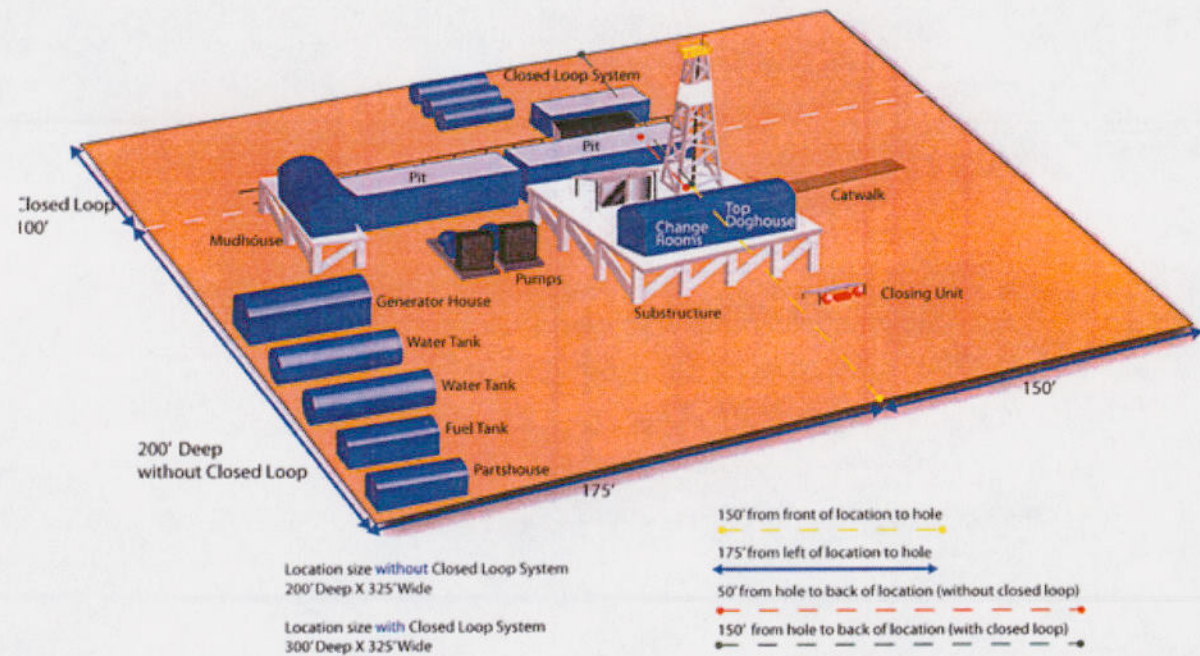 Closed Loop System
Pit
Pit
Closed Loop
100'
Mudhouse
Change
Rooms
Top
Doghouse
Catwalk
Pumps
Generator House
Closing Unit
Substructure
Water Tank
Water Tank
150'
Fuel Tank
200' Deep
without Closed Loop
Partshouse
175'
150' from front of location to hole
175' from left of location to hole
50' from hole to back of location (without closed loop)
150' from hole to back of location (with closed loop)
Location size without Closed Loop System
200' Deep X 325' Wide
Location size with Closed Loop System
300' Deep X 325' Wide